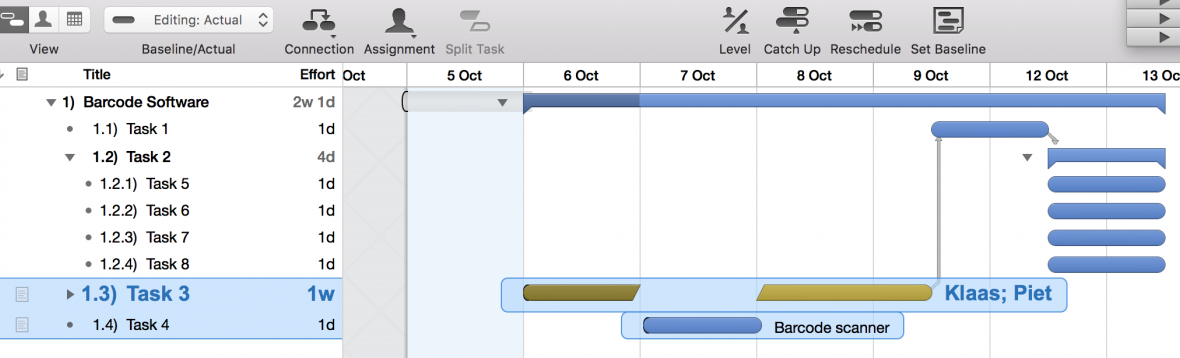 Editing: Actual
View Baseline/Actual Connection Assignment Split Task Level Catch Up Reschedule Set Baseline
Title Effort Oct 5 Oct 6 Oct 7 Oct 8 Oct 9 Oct 12 Oct 13 Oct
1) Barcode Software 2w 1d
1.1) Task 1 1d
1.2) Task 2 4d
1.2.1) Task 5 1d
1.2.2) Task 6 1d
1.2.3) Task 7 1d
1.2.4) Task 8 1d
1.3) Task 3 1w Klaas; Piet
1.4) Task 4 1d Barcode scanner